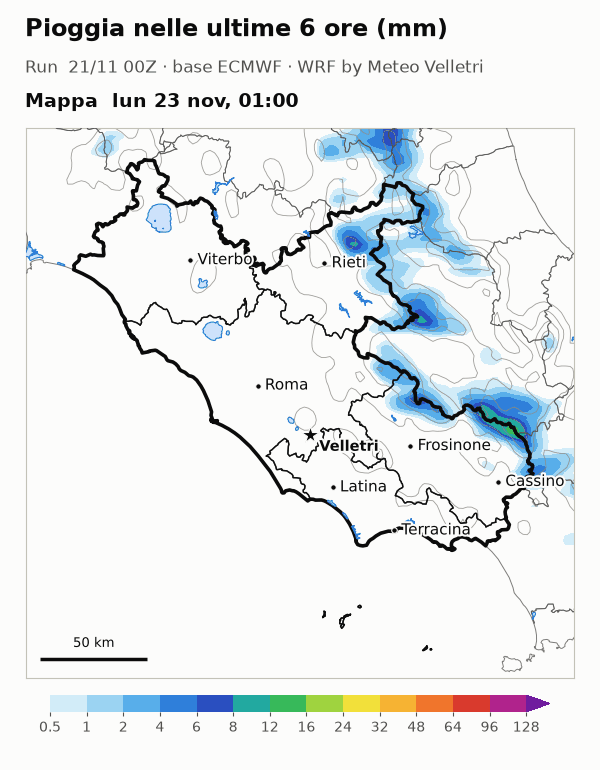 Pioggia nelle ultime 6 ore (mm)
Run  21/11 00Z · base ECMWF · WRF by Meteo Velletri
Mappa  lun 23 nov, 01:00
Viterbo
Rieti
Roma
Velletri
Frosinone
Latina
Cassino
Terracina
50 km
0.5 1 2 4 6 8 12 16 24 32 48 64 96 128